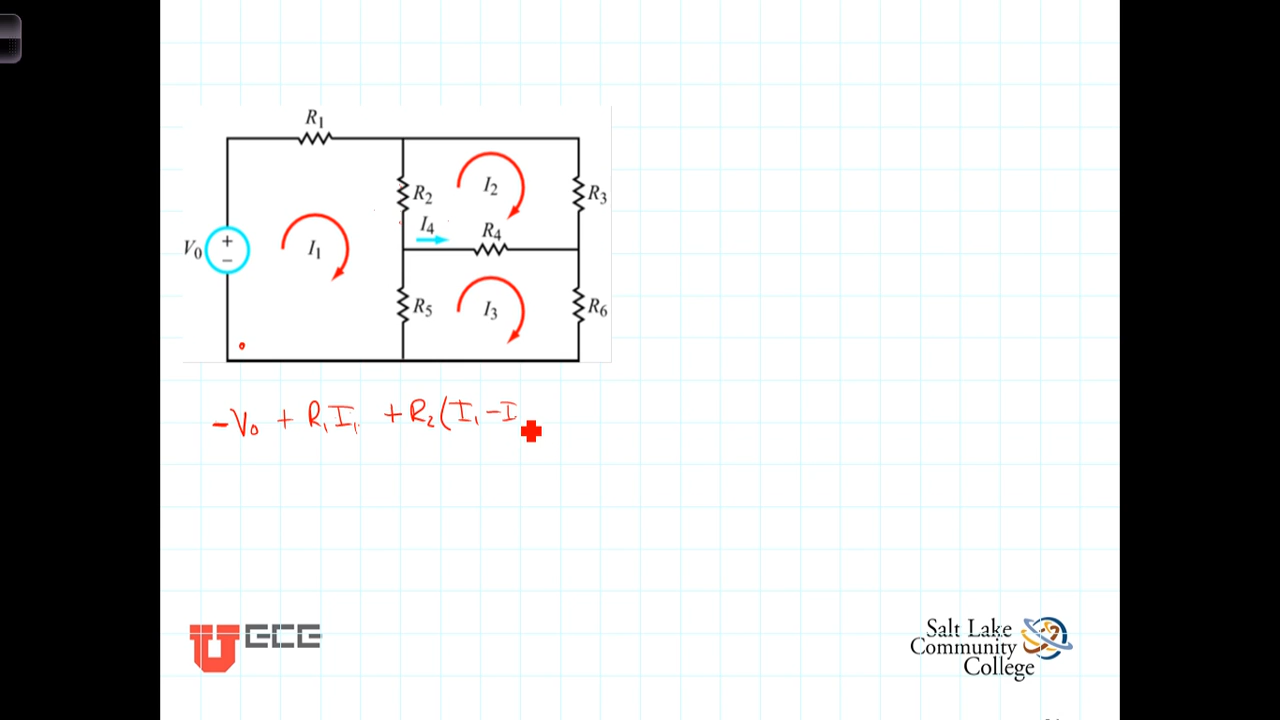 R1
R2
I2
R3
I4
R4
V0
+
−
I1
R5
I3
R6
-V0 + R1I1 + R2(I1 - I
U ECE
Salt Lake
Community
College